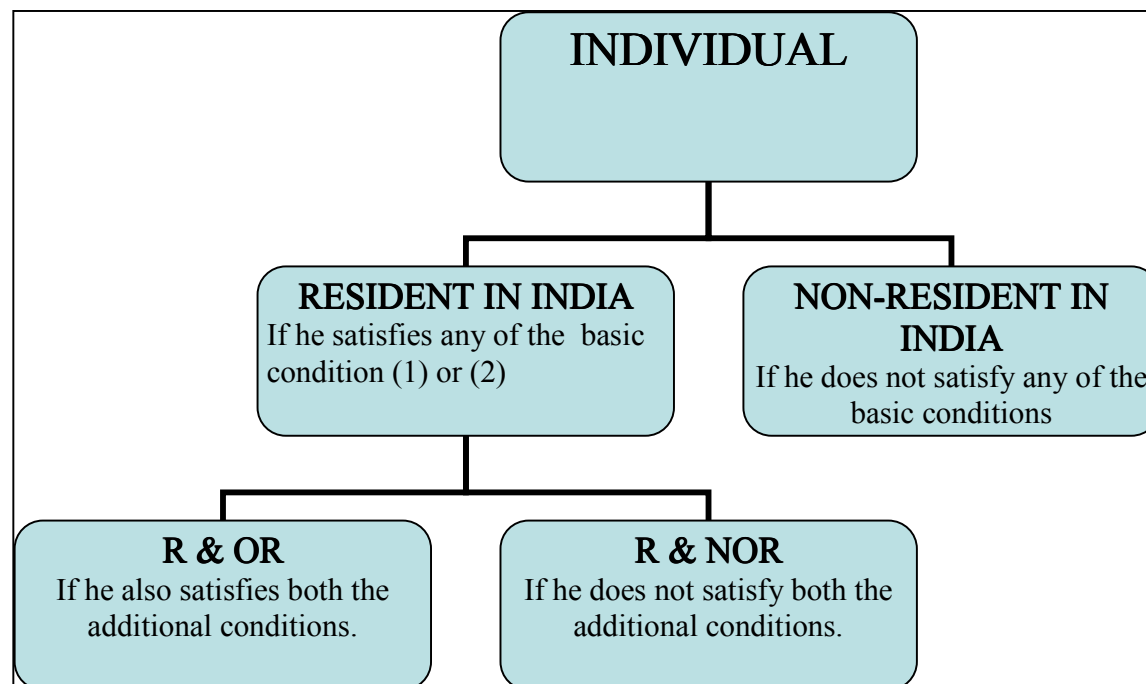 INDIVIDUAL
RESIDENT IN INDIA
If he satisfies any of the  basic
condition (1) or (2)
NON-RESIDENT IN
INDIA
If he does not satisfy any of the
basic conditions
R & OR
If he also satisfies both the
additional conditions.
R & NOR
If he does not satisfy both the
additional conditions.